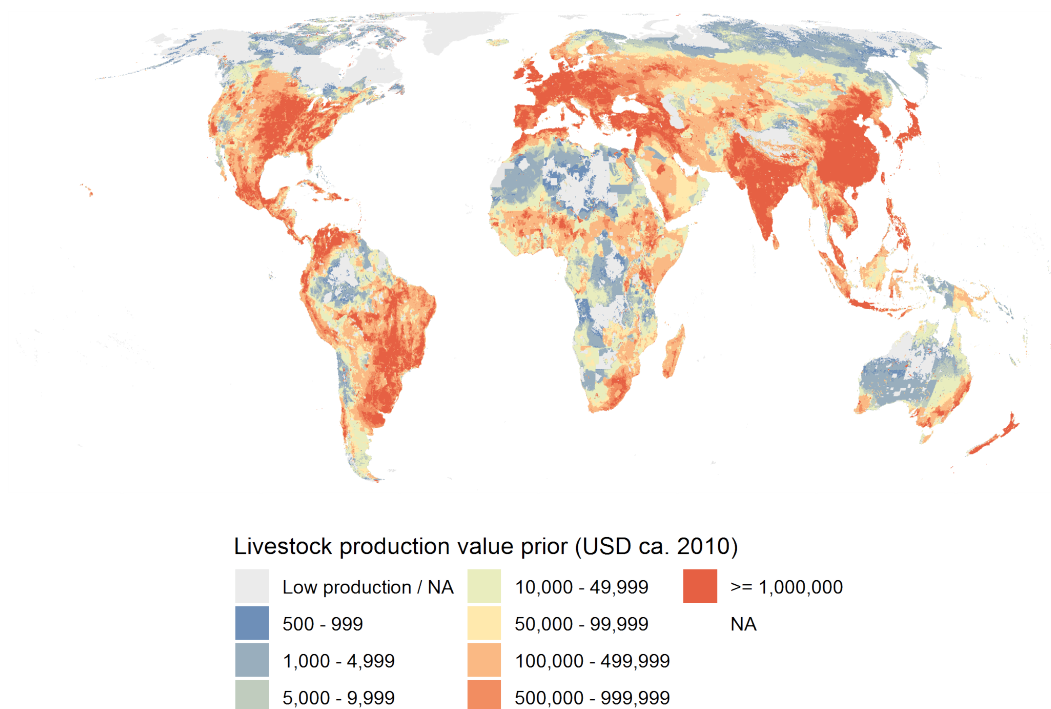 Livestock production value prior (USD ca. 2010)
Low production / NA
500 - 999
1,000 - 4,999
5,000 - 9,999
10,000 - 49,999
50,000 - 99,999
100,000 - 499,999
500,000 - 999,999
>= 1,000,000
NA